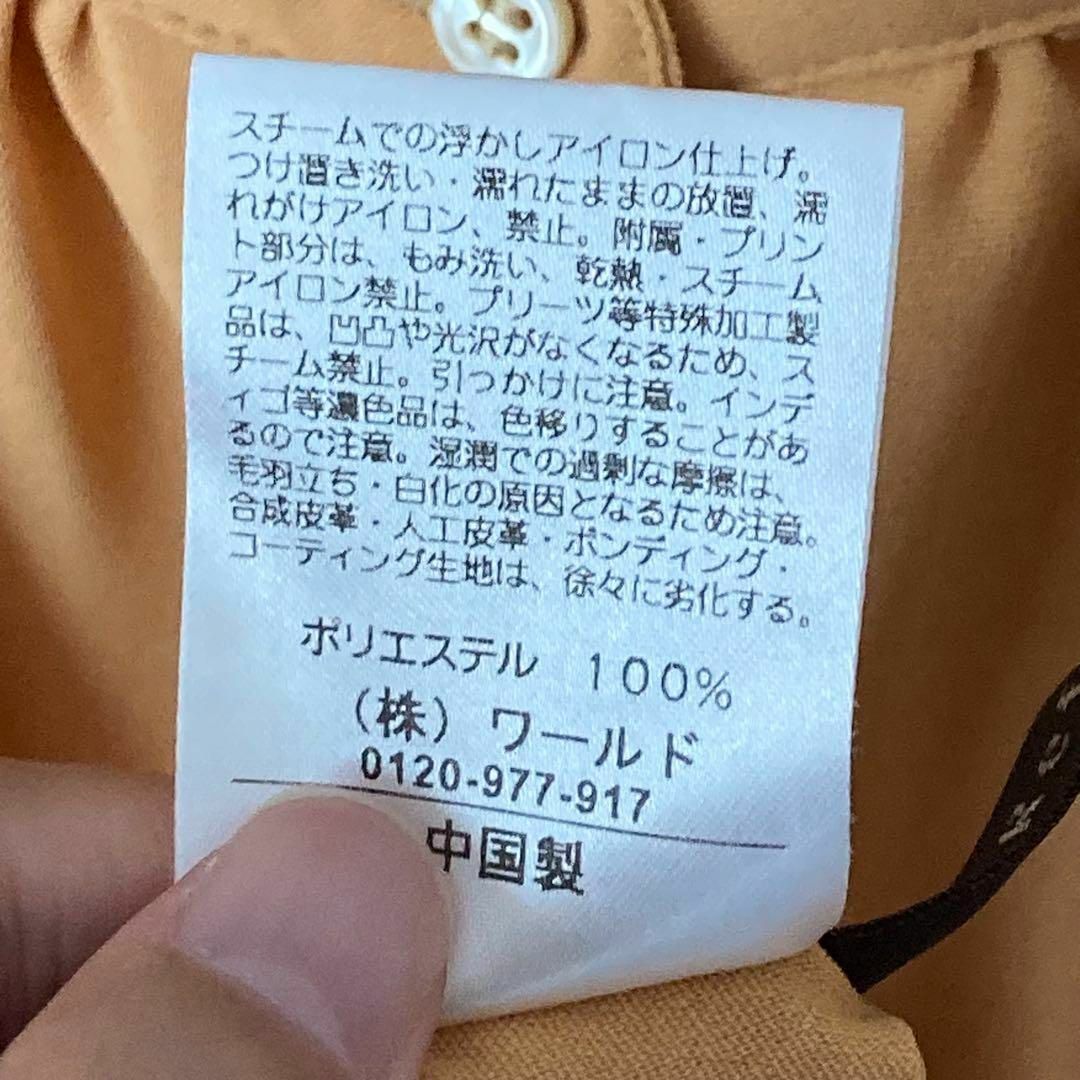 スチームでの浮かしアイロン仕上げ。
つけ置き洗い・濡れたままの放置、濡
れがけアイロン、禁止。附属・プリン
ト部分は、もみ洗い、乾熱・スチーム
アイロン禁止。プリーツ等特殊加工製
品は、凹凸や光沢がなくなるため、ス
チーム禁止。引っかけに注意。インデ
ィゴ等濃色品は、色移りすることがあ
るので注意。湿潤での過剰な摩擦は、
毛羽立ち・白化の原因となるため注意。
合成皮革・人工皮革・ボンディング・
コーティング生地は、徐々に劣化する。
ポリエステル 100%
(株) ワールド
0120-977-917
中国製